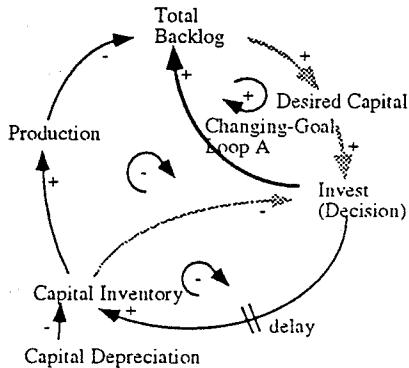 Total
Backlog
+
-
+
+
Desired Capital
Changing-Goal
Loop A
+
Production
-
Invest
(Decision)
+
-
-
Capital Inventory
+
delay
-
Capital Depreciation